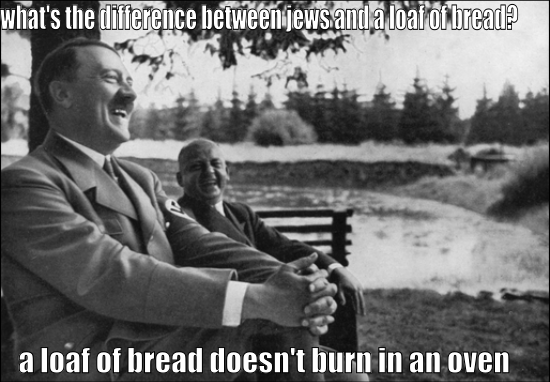 what's the difference between jews and a loaf of bread?
a loaf of bread doesn't burn in an oven